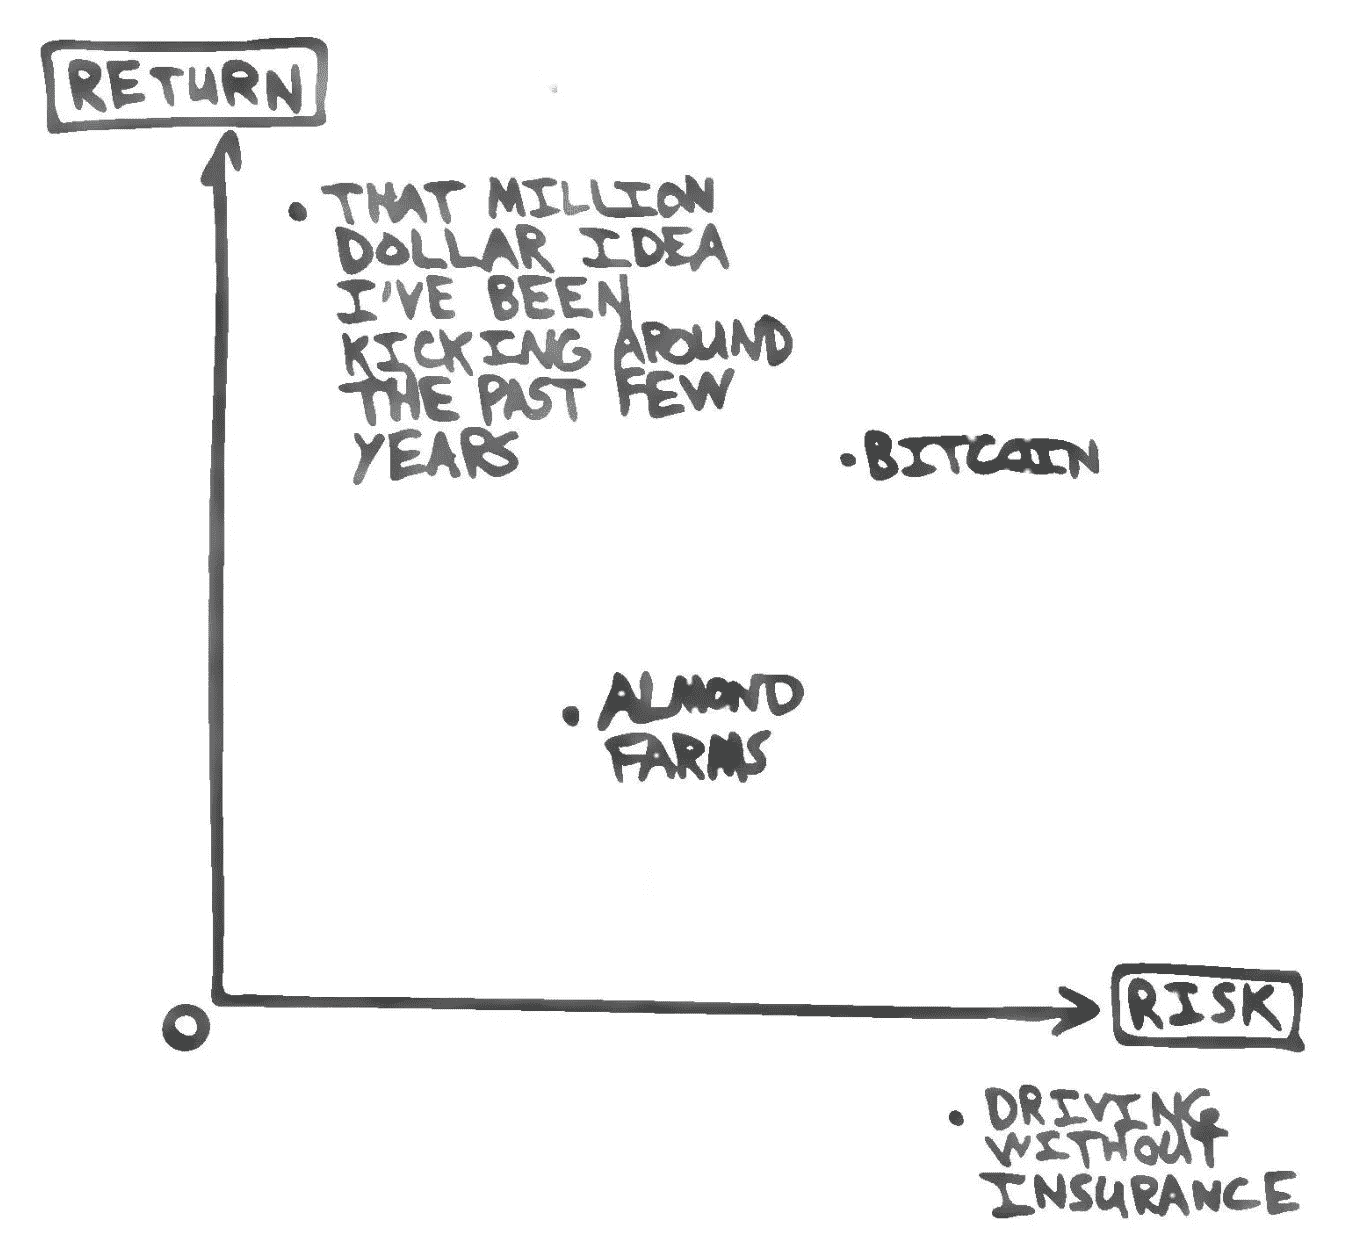 RETURN
THAT MILLION
DOLLAR IDEA
I'VE BEEN
KICKING AROUND
THE PAST FEW
YEARS
BITCOIN
ALMOND
FARMS
RISK
O
DRIVING
WITHOUT
INSURANCE